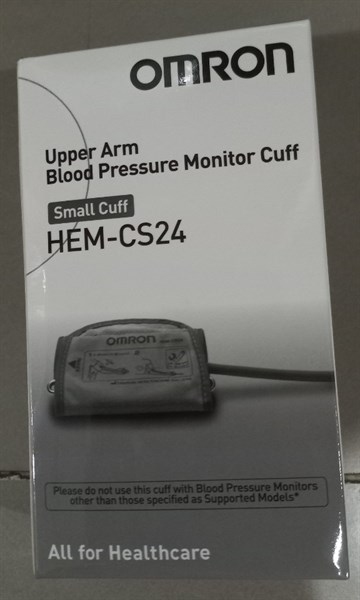 OMRON
Upper Arm
Blood Pressure Monitor Cuff
Small Cuff
HEM-CS24
OMRON
Please do not use this cuff with Blood Pressure Monitors
other than those specified as Supported Models*
All for Healthcare